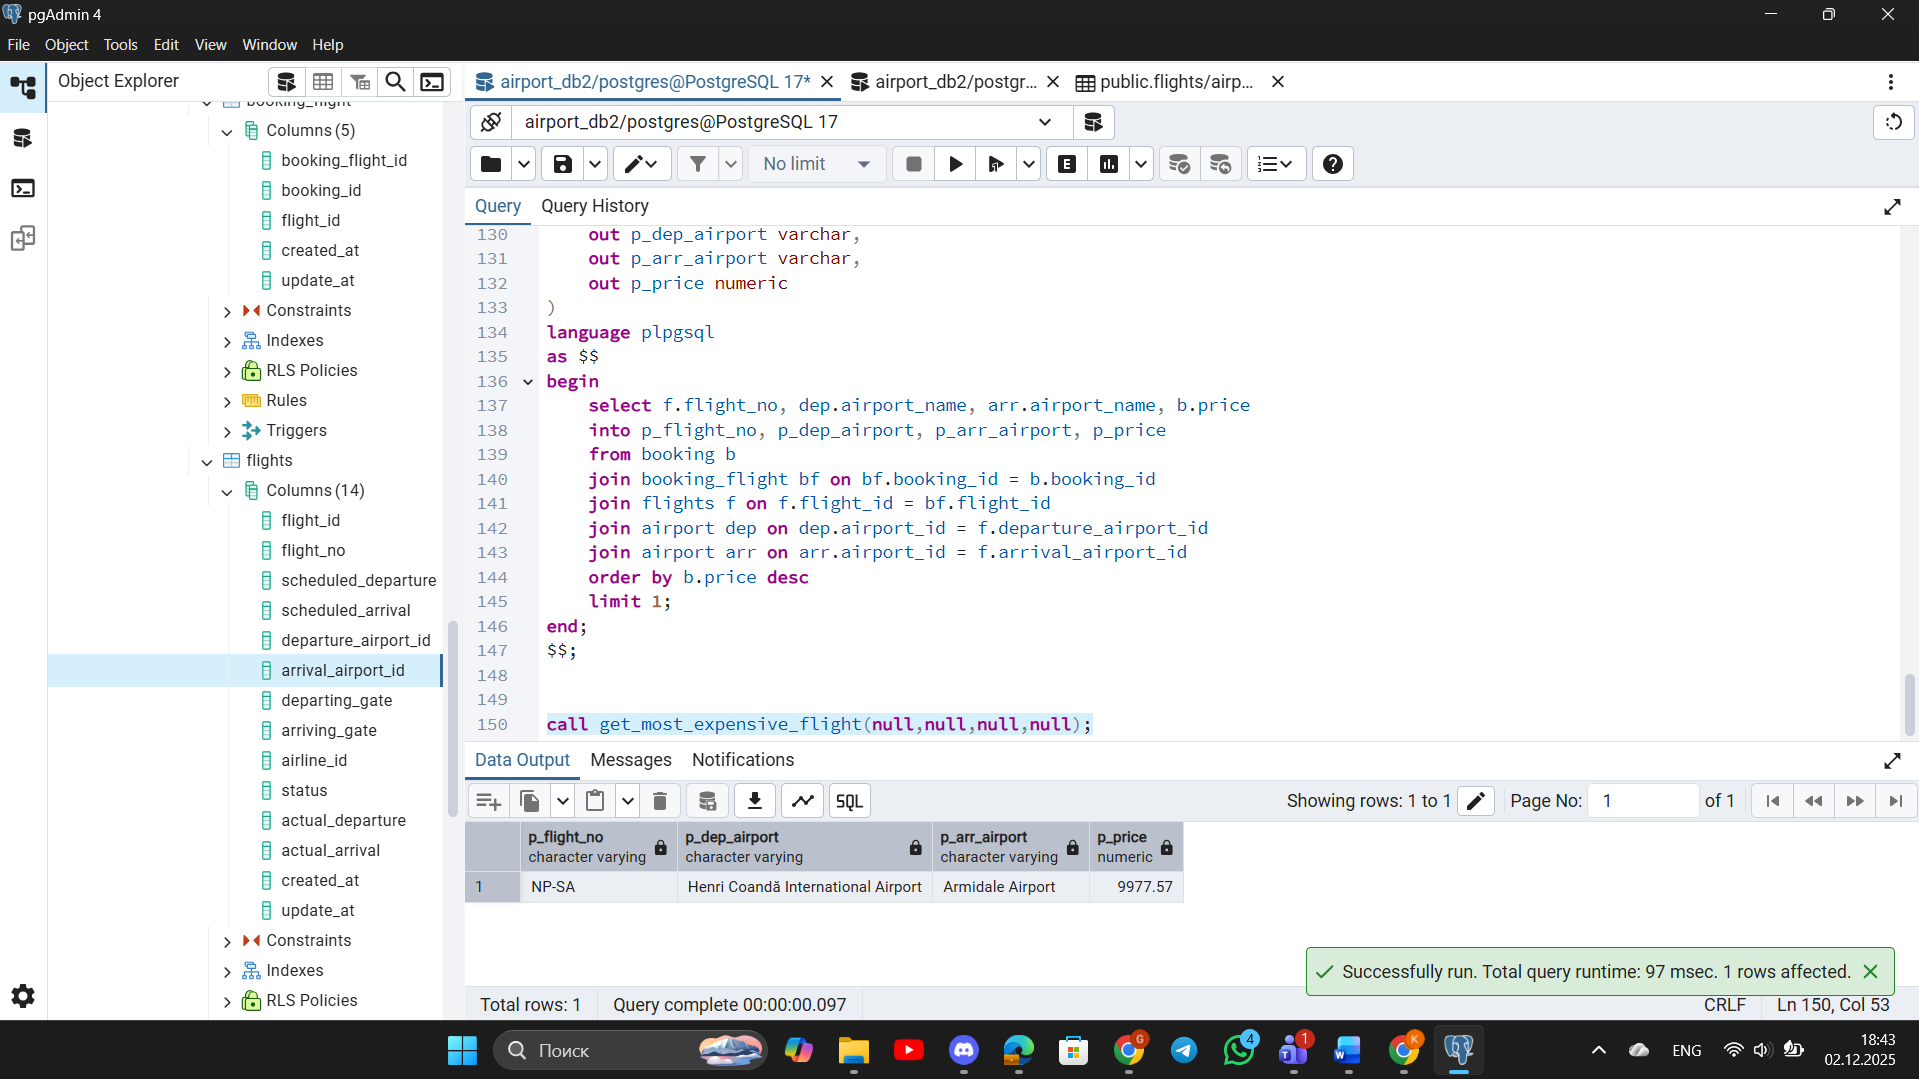 pgAdmin 4
File Object Tools Edit View Window Help
Object Explorer
airport_db2/postgres@PostgreSQL 17*
airport_db2/postgr...
public.flights/airp...
booking_flight
Columns (5)
booking_flight_id
booking_id
flight_id
created_at
update_at
Constraints
Indexes
RLS Policies
Rules
Triggers
flights
Columns (14)
flight_id
flight_no
scheduled_departure
scheduled_arrival
departure_airport_id
arrival_airport_id
departing_gate
arriving_gate
airline_id
status
actual_departure
actual_arrival
created_at
update_at
Constraints
Indexes
RLS Policies
airport_db2/postgres@PostgreSQL 17
No limit
E
Query Query History
130 out p_dep_airport varchar,
131 out p_arr_airport varchar,
132 out p_price numeric
133 )
134 language plpgsql
135 as $$
136 begin
137 select f.flight_no, dep.airport_name, arr.airport_name, b.price
138 into p_flight_no, p_dep_airport, p_arr_airport, p_price
139 from booking b
140 join booking_flight bf on bf.booking_id = b.booking_id
141 join flights f on f.flight_id = bf.flight_id
142 join airport dep on dep.airport_id = f.departure_airport_id
143 join airport arr on arr.airport_id = f.arrival_airport_id
144 order by b.price desc
145 limit 1;
146 end;
147 $$;
148
149
150 call get_most_expensive_flight(null,null,null,null);
Data Output Messages Notifications
SQL
Showing rows: 1 to 1
Page No: 1 of 1
p_flight_no character varying
p_dep_airport character varying
p_arr_airport character varying
p_price numeric
1 NP-SA Henri Coandă International Airport Armidale Airport 9977.57
Successfully run. Total query runtime: 97 msec. 1 rows affected.
Total rows: 1 Query complete 00:00:00.097 CRLF Ln 150, Col 53
Поиск
G
4
1
W
K
ENG
18:43
02.12.2025